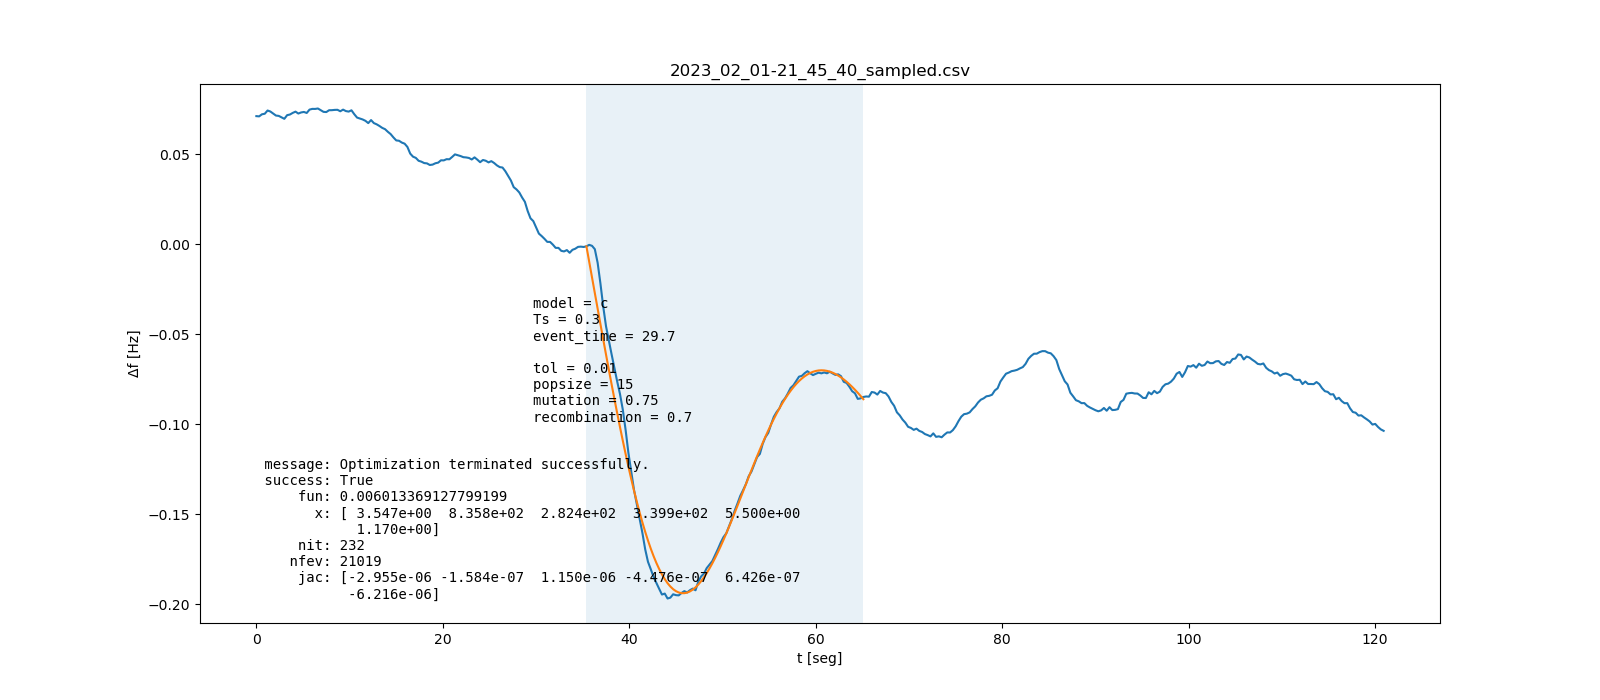 2023_02_01-21_45_40_sampled.csv
0.05
0.00
−0.05
−0.10
−0.15
−0.20
Δf [Hz]
model = c
Ts = 0.3
event_time = 29.7
tol = 0.01
popsize = 15
mutation = 0.75
recombination = 0.7
message: Optimization terminated successfully.
success: True
fun: 0.006013369127799199
x: [ 3.547e+00  8.358e+02  2.824e+02  3.399e+02  5.500e+00
1.170e+00]
nit: 232
nfev: 21019
jac: [-2.955e-06 -1.584e-07  1.150e-06 -4.476e-07  6.426e-07
-6.216e-06]
0 20 40 60 80 100 120
t [seg]